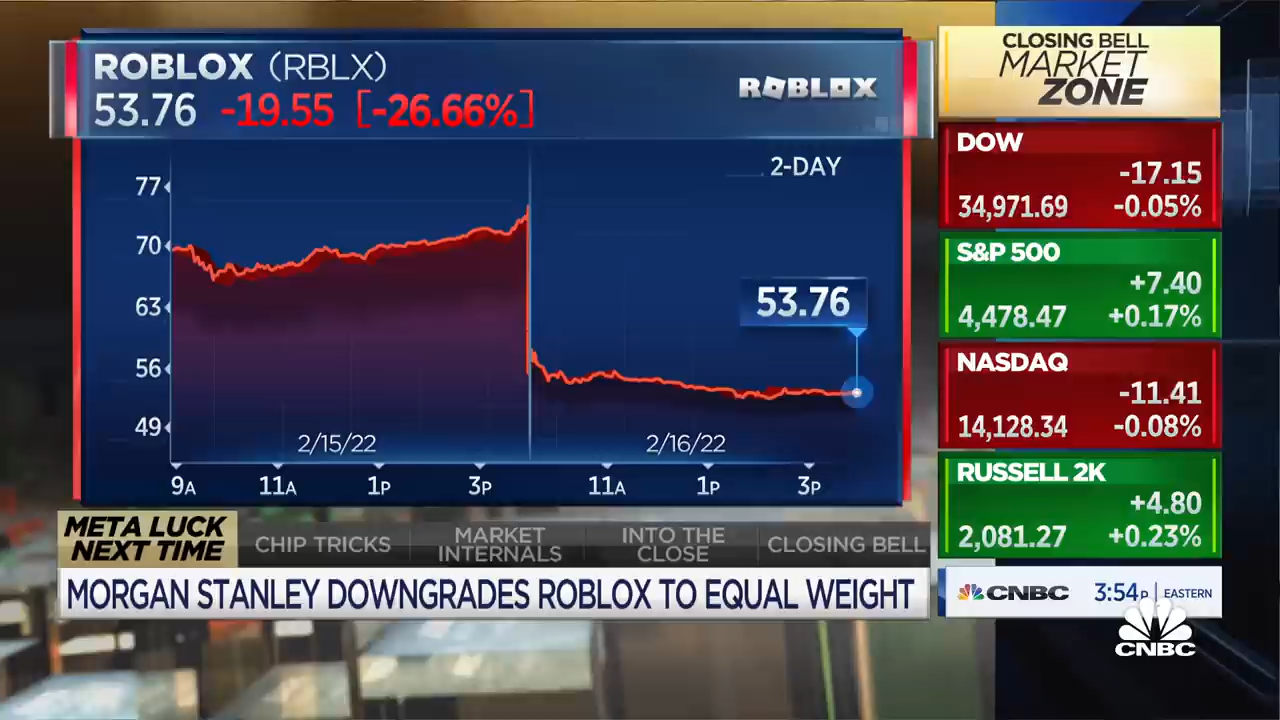 ROBLOX (RBLX)
53.76 -19.55 [-26.66%]
ROBLOX
2-DAY
77
70
63
56
49
53.76
2/15/22
2/16/22
9A 11A 1P 3P 11A 1P 3P
CLOSING BELL
MARKET
ZONE
DOW
-17.15
34,971.69 -0.05%
S&P 500
+7.40
4,478.47 +0.17%
NASDAQ
-11.41
14,128.34 -0.08%
RUSSELL 2K
+4.80
2,081.27 +0.23%
META LUCK
NEXT TIME
CHIP TRICKS
MARKET
INTERNALS
INTO THE
CLOSE
CLOSING BELL
MORGAN STANLEY DOWNGRADES ROBLOX TO EQUAL WEIGHT
CNBC 3:54P EASTERN
CNBC